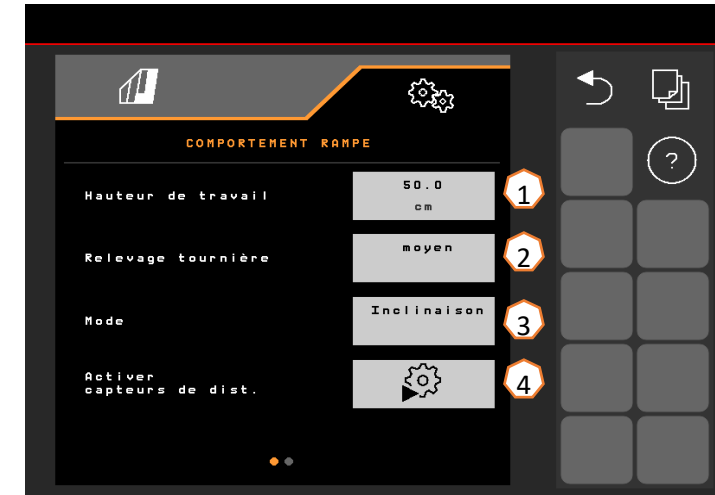 COMPORTEMENT RAMPE
?
Hauteur de travail
50.0
cm
1
Relevage tournière
moyen
2
Mode
Inclinaison
3
Activer
capteurs de dist.
4